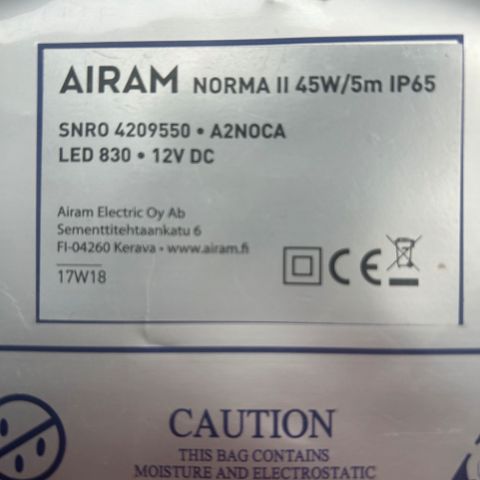 AIRAM NORMA II 45W/5m IP65
SNRO 4209550 • A2NOCA
LED 830 • 12V DC
Airam Electric Oy Ab
Sementtitehtaankatu 6
FI-04260 Kerava • www.airam.fi
17W18
CE
CAUTION
THIS BAG CONTAINS
MOISTURE AND ELECTROSTATIC